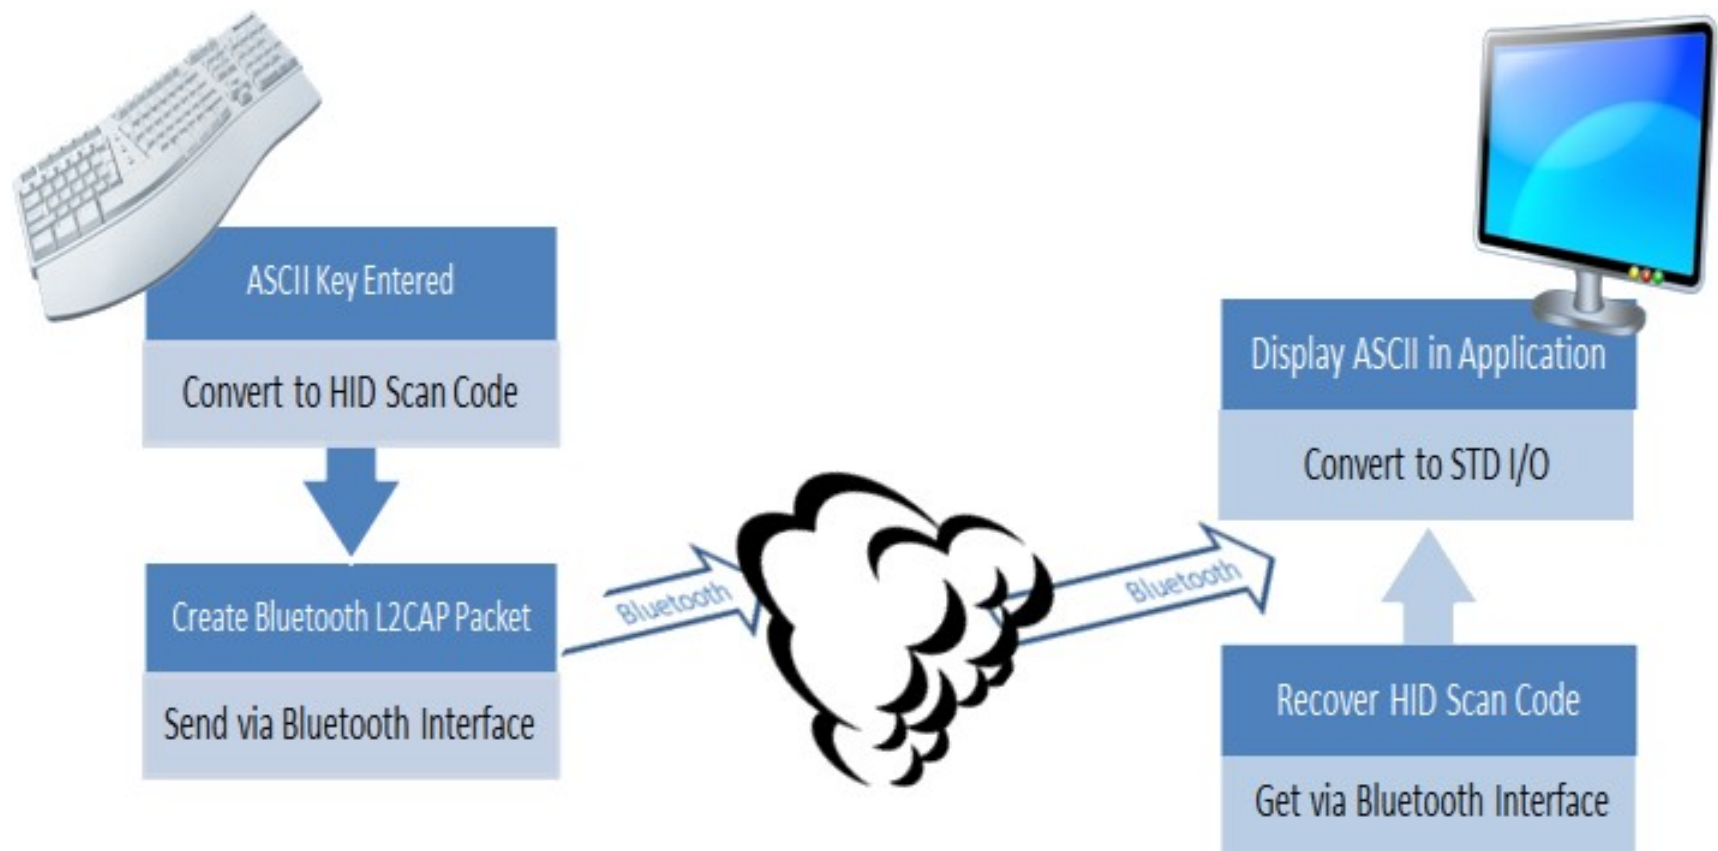 ASCII Key Entered
Convert to HID Scan Code
Create Bluetooth L2CAP Packet
Send via Bluetooth Interface
Bluetooth
Bluetooth
Display ASCII in Application
Convert to STD I/O
Recover HID Scan Code
Get via Bluetooth Interface